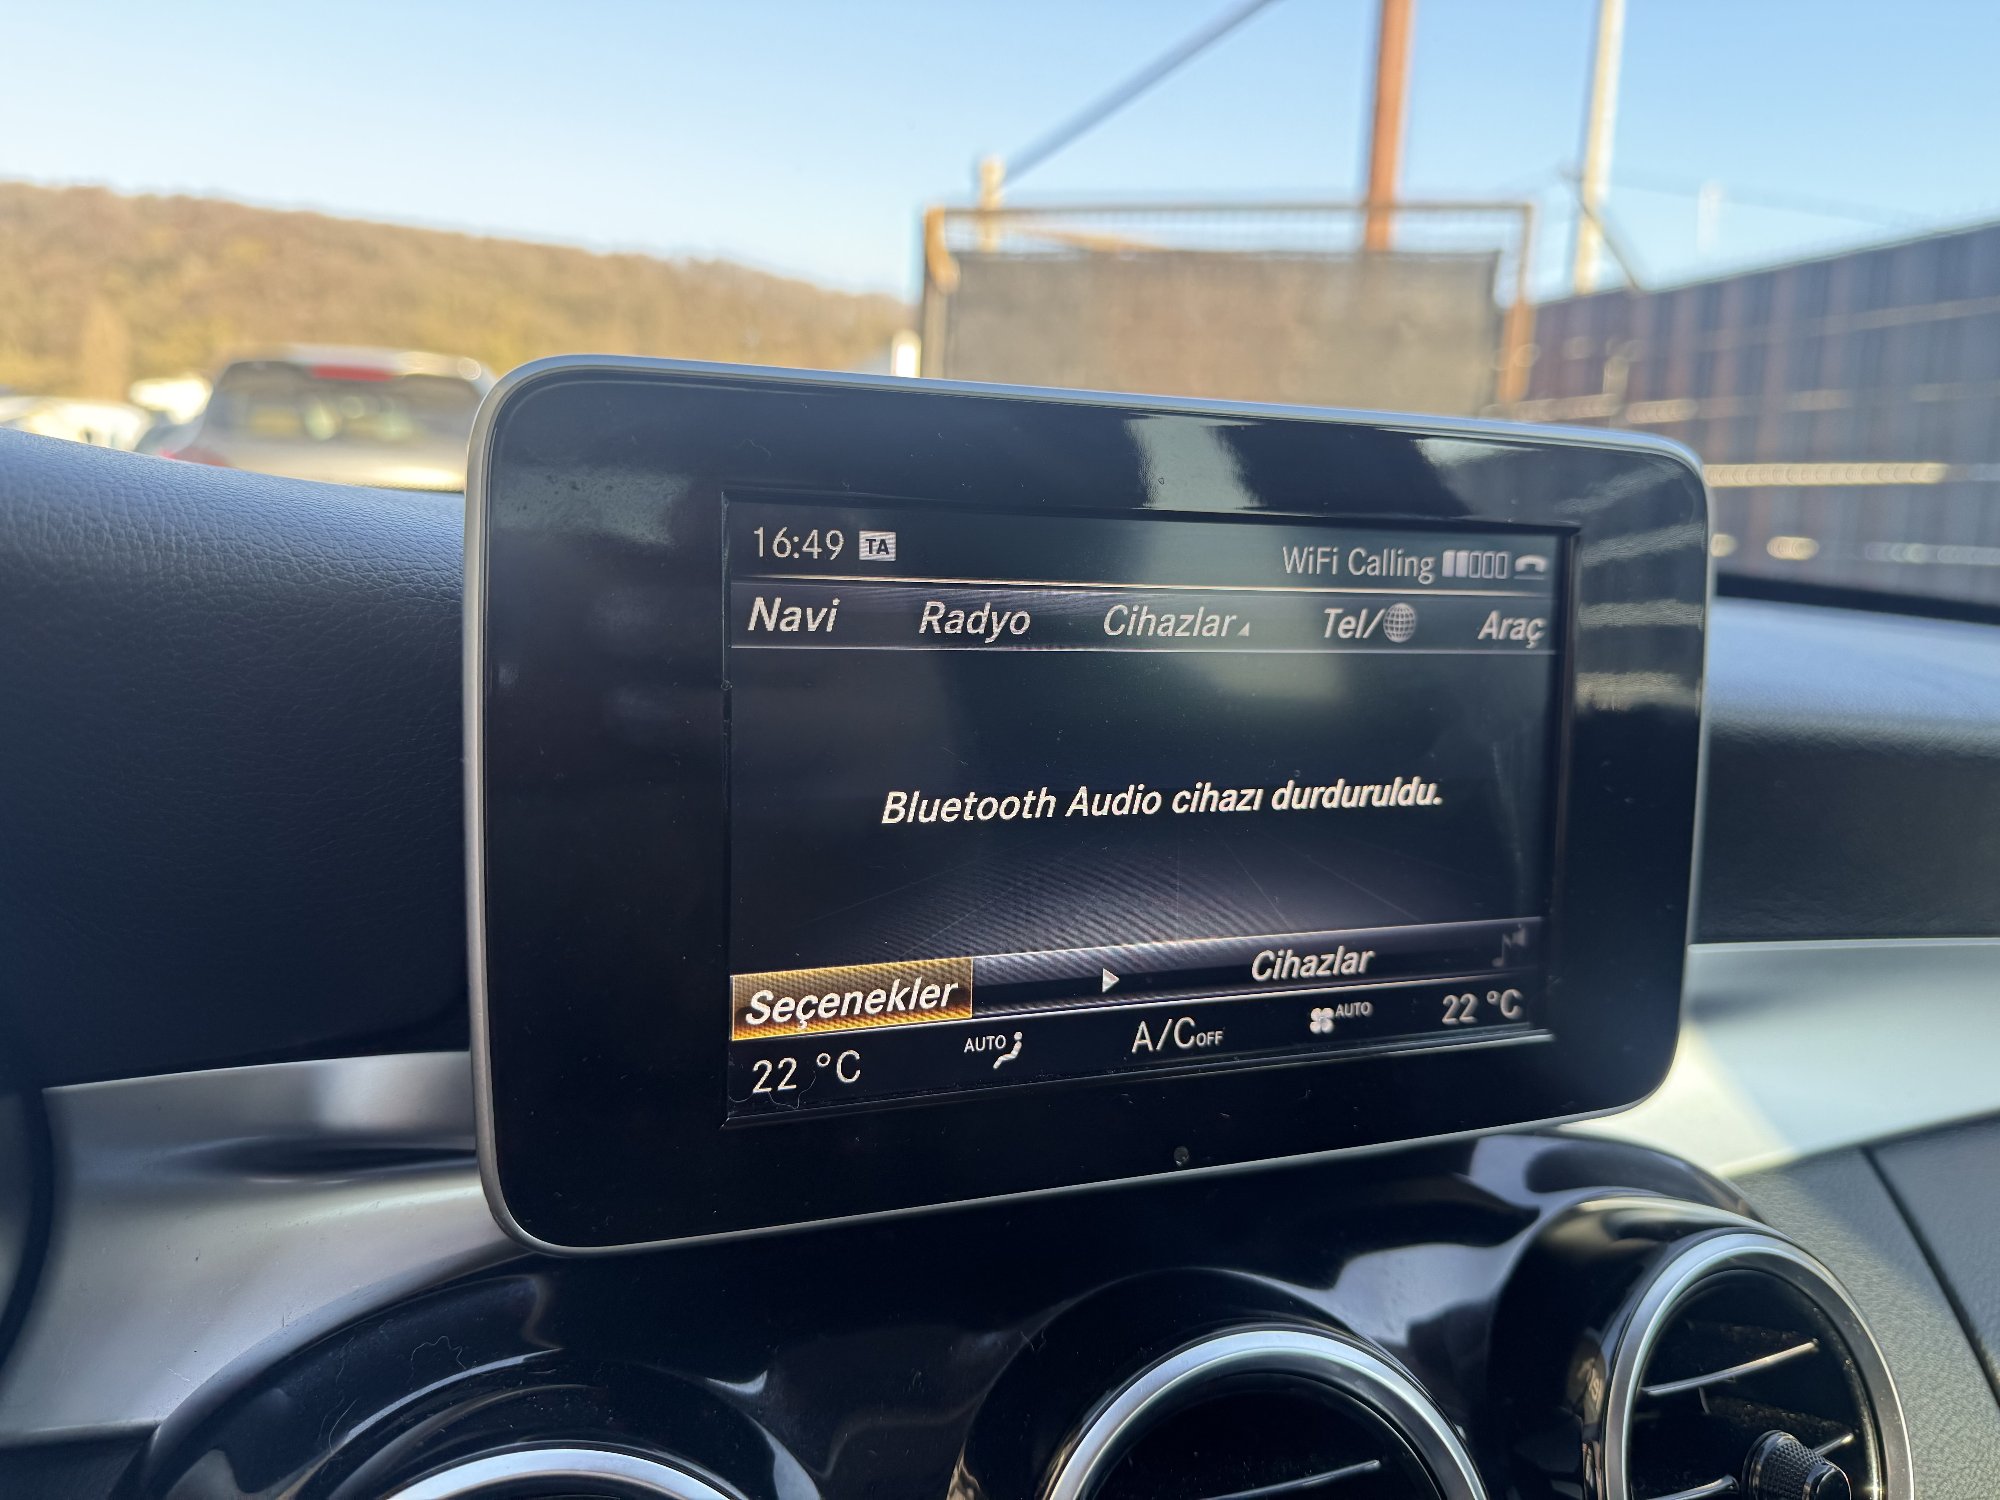 16:49 TA WiFi Calling
Navi Radyo Cihazlar Tel/ Araç
Bluetooth Audio cihazı durduruldu.
Seçenekler Cihazlar
22 °C AUTO A/C OFF AUTO 22 °C